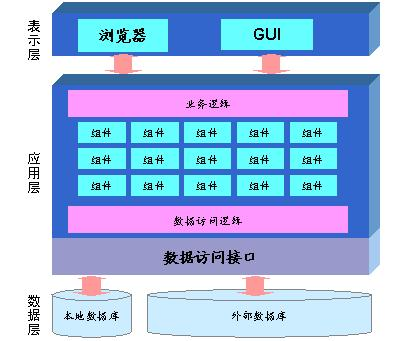 表示层
浏览器 GUI
应用层
业务逻辑
组件 组件 组件 组件 组件
组件 组件 组件 组件 组件
组件 组件 组件 组件 组件
数据访问逻辑
数据访问接口
数据层
本地数据库 外部数据库